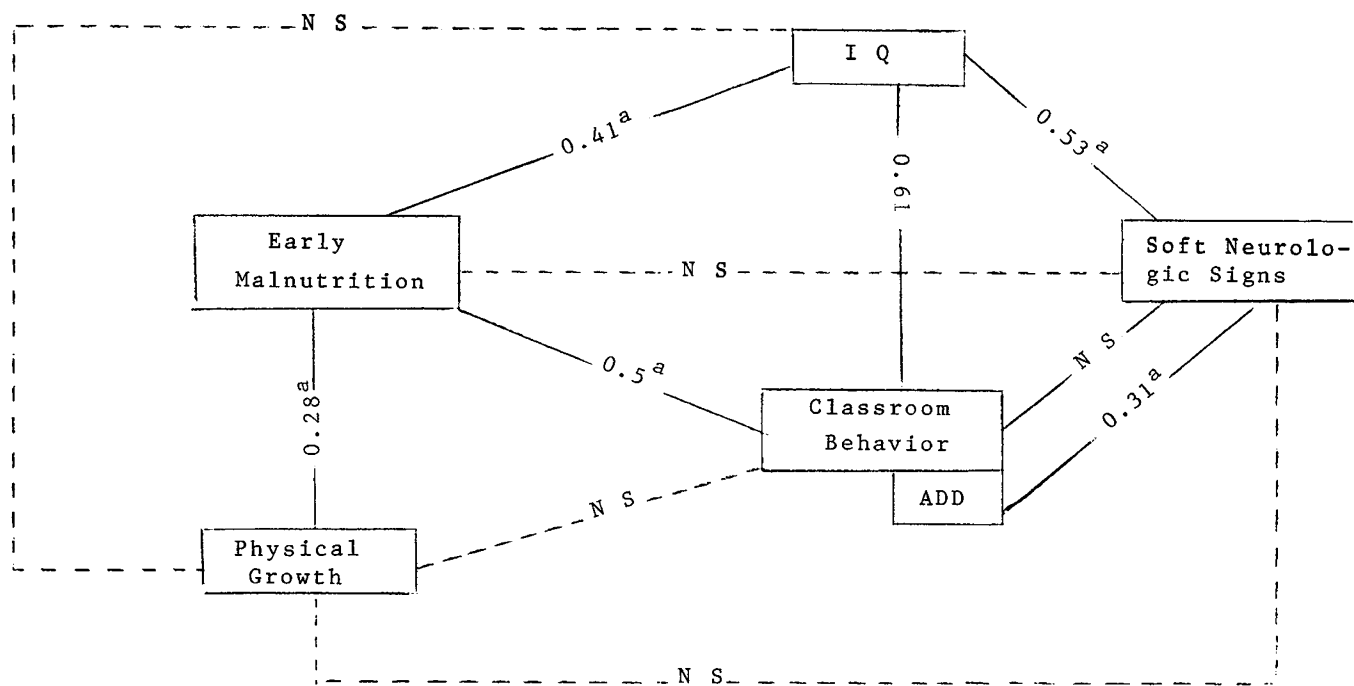 N S
I Q
0.41a
0.53a
0.61
Early
Malnutrition
N S
Soft Neurolo-
gic Signs
0.28a
0.5a
N S
0.31a
Classroom
Behavior
ADD
N S
Physical
Growth
N S